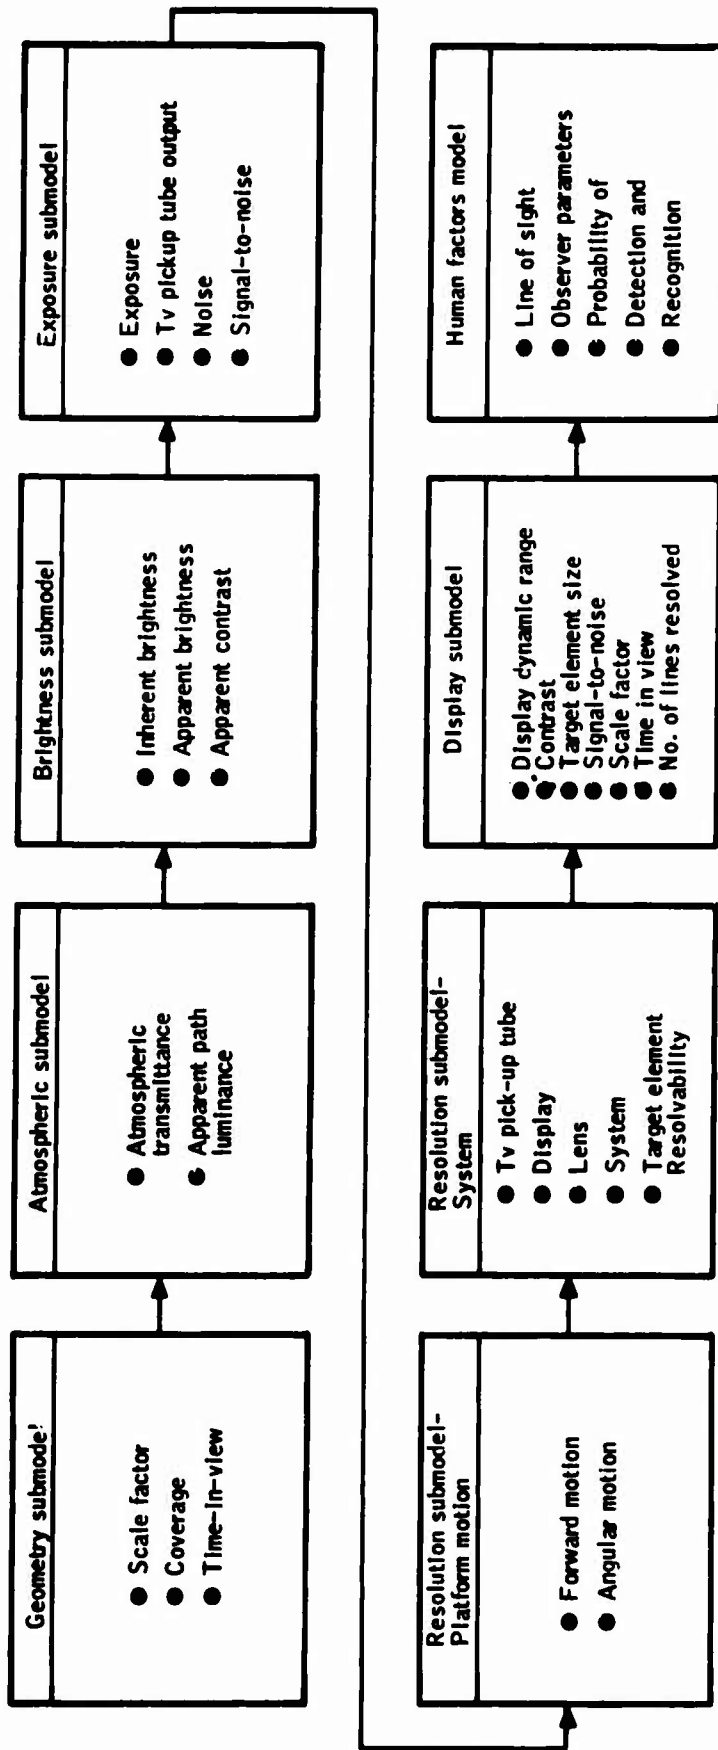 Geometry submodel
Scale factor
Coverage
Time-in-view
Atmospheric submodel
Atmospheric
transmittance
Apparent path
luminance
Brightness submodel
Inherent brightness
Apparent brightness
Apparent contrast
Exposure submodel
Exposure
Tv pickup tube output
Noise
Signal-to-noise
Resolution submodel-
Platform motion
Forward motion
Angular motion
Resolution submodel-
System
Tv pick-up tube
Display
Lens
System
Target element
Resolvability
Display submodel
Display dynamic range
Contrast
Target element size
Signal-to-noise
Scale factor
Time in view
No. of lines resolved
Human factors model
Line of sight
Observer parameters
Probability of
Detection and
Recognition